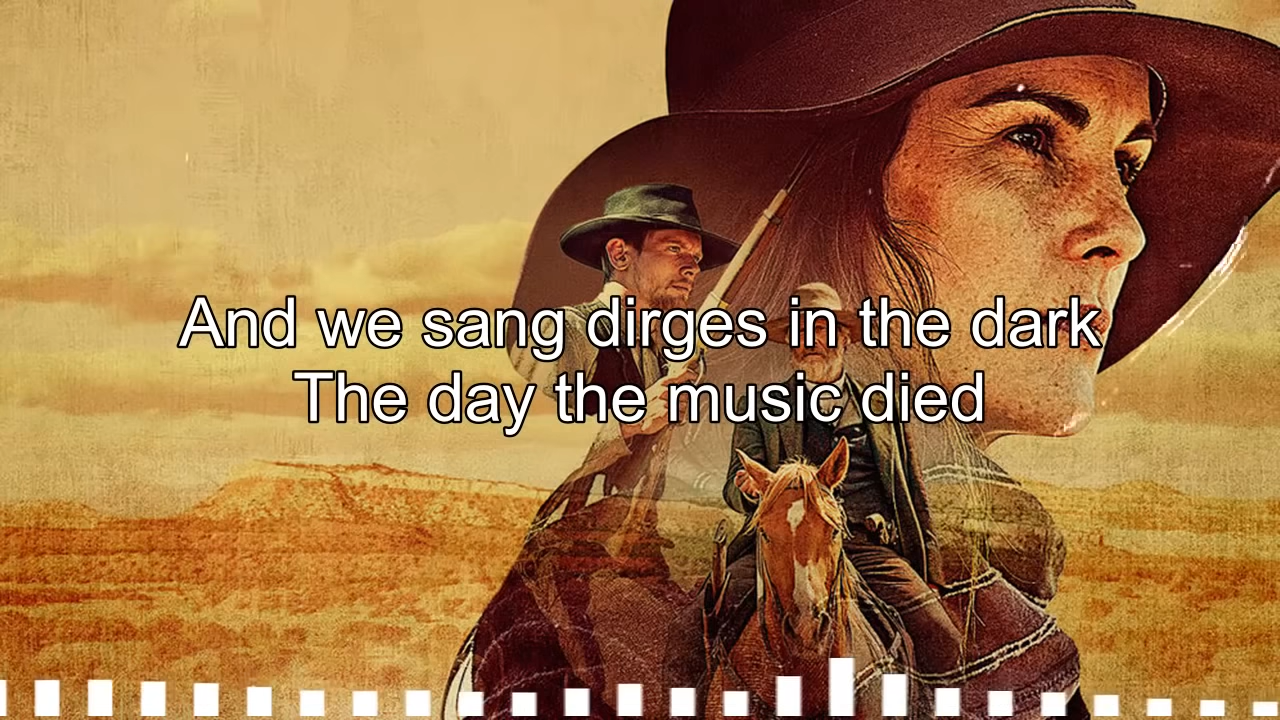 And we sang dirges in the dark
The day the music died